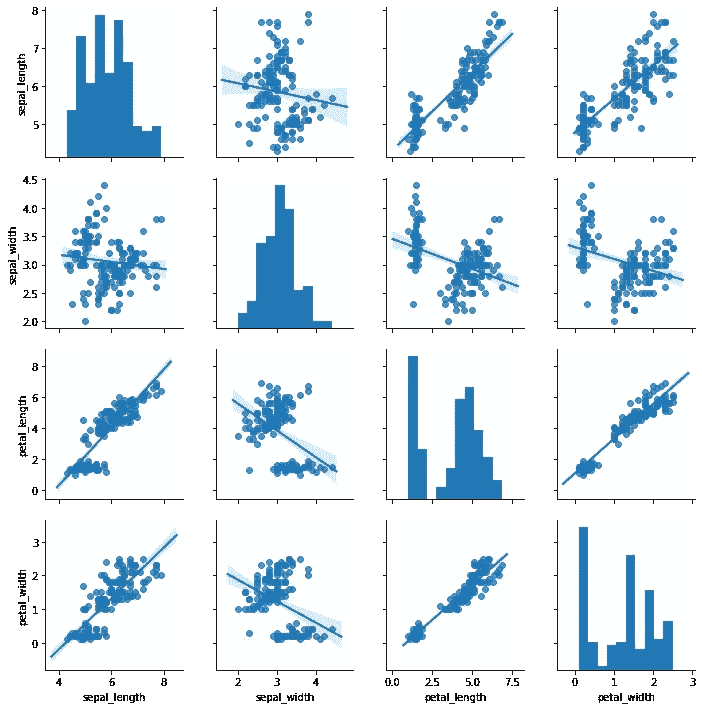 8
7
6
5
sepal_length
4.5
4.0
3.5
3.0
2.5
2.0
sepal_width
8
6
4
2
0
petal_length
3
2
1
0
petal_width
4 6 8
sepal_length
2 3 4
sepal_width
0.0 2.5 5.0 7.5
petal_length
0 1 2 3
petal_width